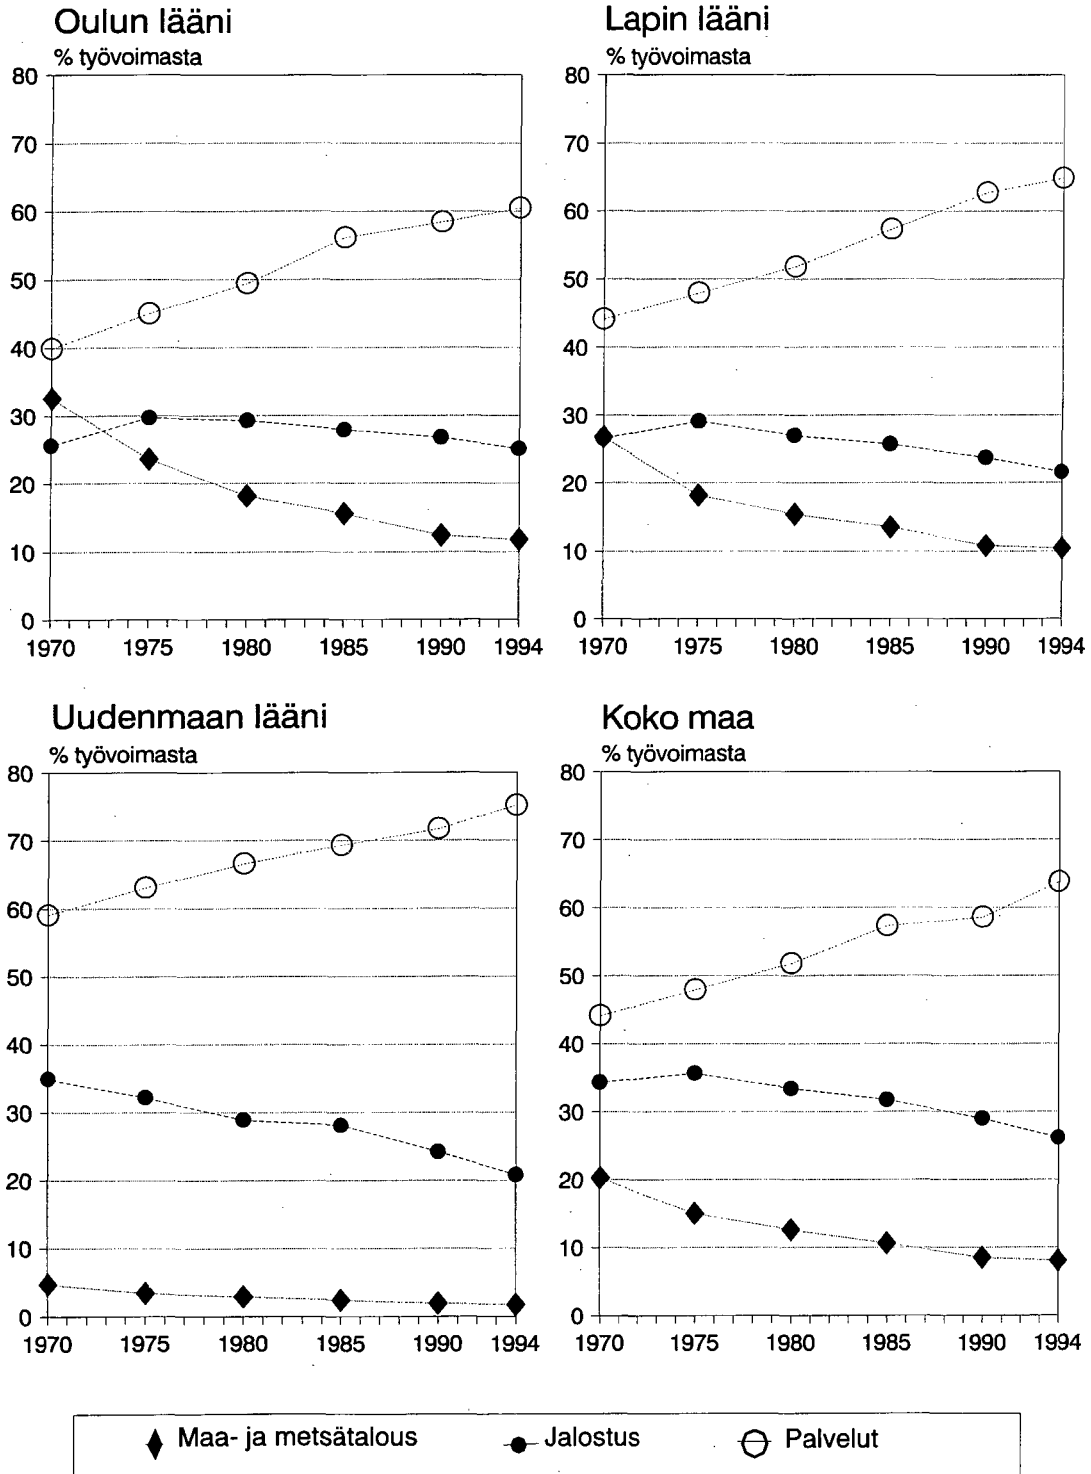 Oulun lääni
% työvoimasta
80
70
60
50
40
30
20
10
0
1970 1975 1980 1985 1990 1994
Lapin lääni
% työvoimasta
80
70
60
50
40
30
20
10
0
1970 1975 1980 1985 1990 1994
Uudenmaan lääni
% työvoimasta
80
70
60
50
40
30
20
10
0
1970 1975 1980 1985 1990 1994
Koko maa
% työvoimasta
80
70
60
50
40
30
20
10
0
1970 1975 1980 1985 1990 1994
Maa- ja metsätalous Jalostus Palvelut